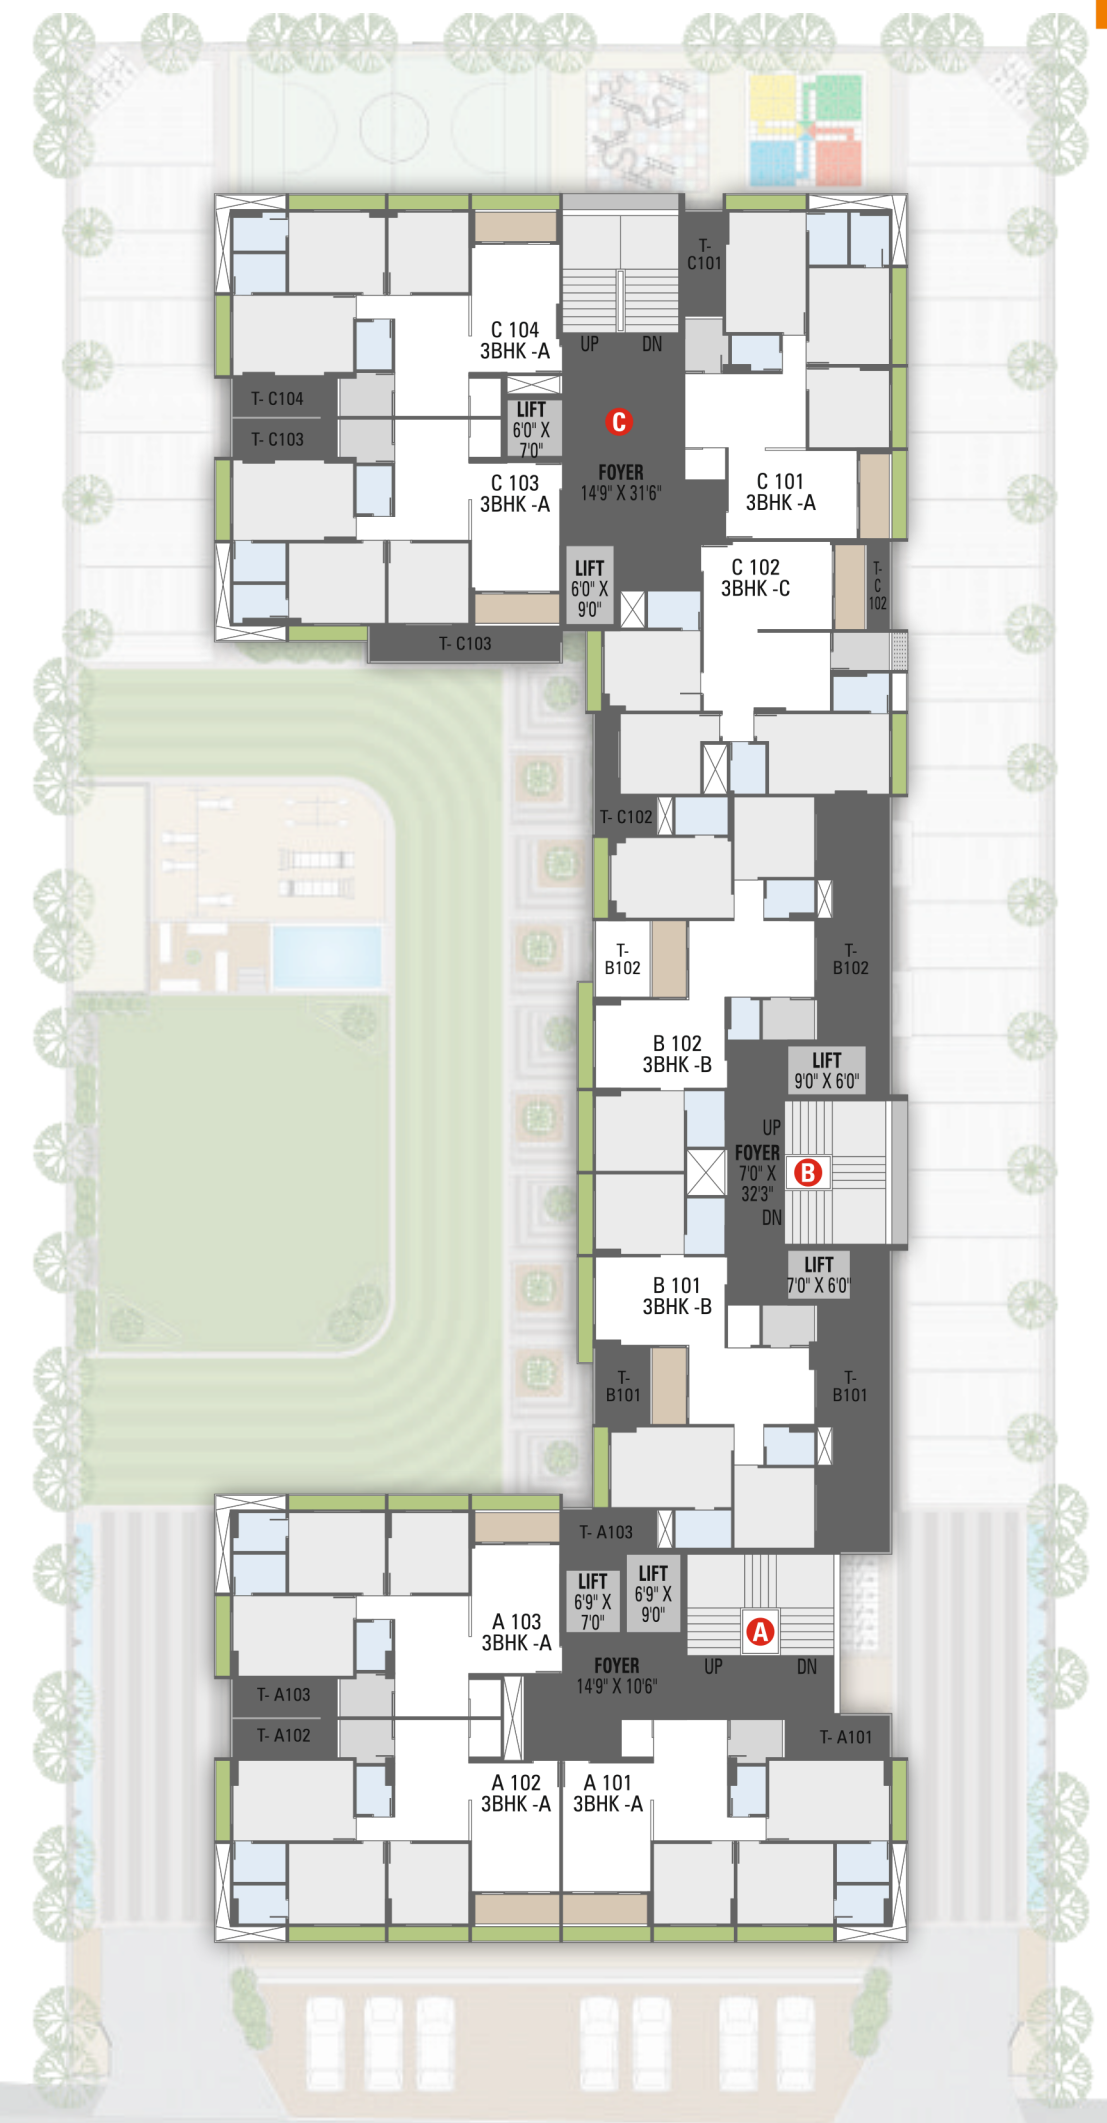 T-
C101
C 104
3BHK -A
UP
DN
T- C104
LIFT
6'0" X
7'0"
C
T- C103
FOYER
14'9" X 31'6"
C 103
3BHK -A
C 101
3BHK -A
LIFT
6'0" X
9'0"
C 102
3BHK -C
T-
C
102
T- C103
T- C102
T-
B102
T-
B102
B 102
3BHK -B
LIFT
9'0" X 6'0"
UP
FOYER
7'0" X
32'3"
B
DN
LIFT
7'0" X 6'0"
B 101
3BHK -B
T-
B101
T-
B101
T- A103
LIFT
6'9" X
7'0"
LIFT
6'9" X
9'0"
A 103
3BHK -A
A
FOYER
14'9" X 10'6"
UP
DN
T- A103
T- A102
T- A101
A 102
3BHK -A
A 101
3BHK -A